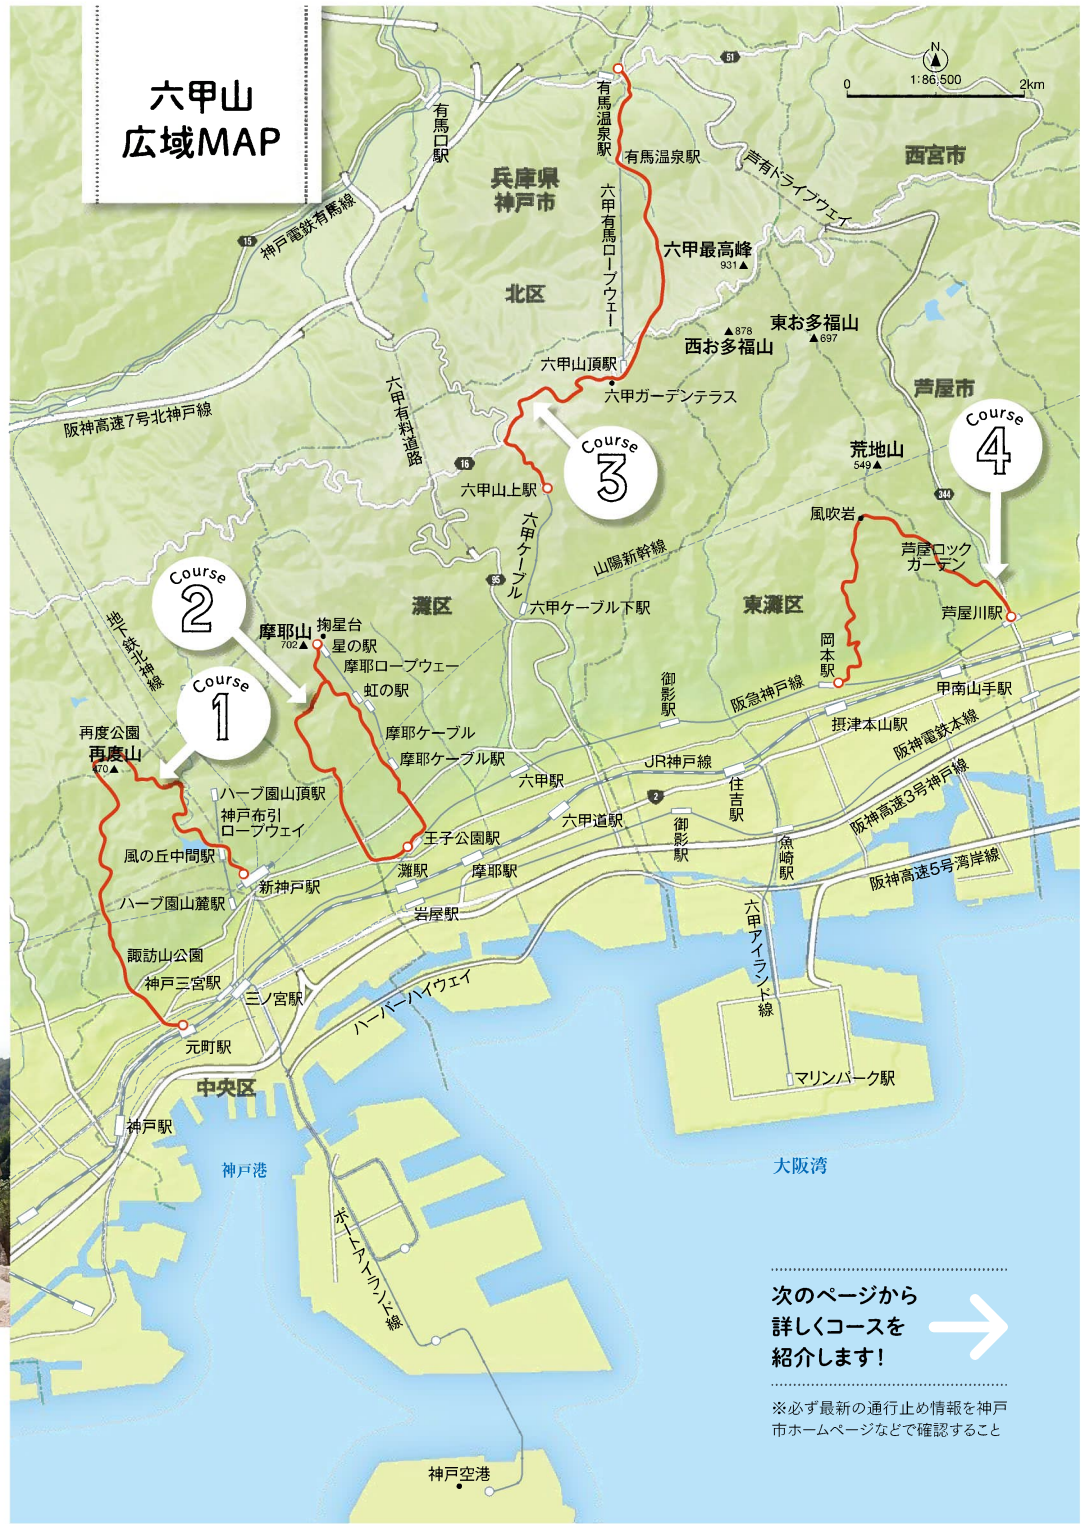 六甲山
広域MAP
N
1:86,500
0
2km
51
有馬口駅
有馬温泉駅
有馬温泉駅
兵庫県
神戸市
芦有ドライブウェイ
西宮市
15
神戸電鉄有馬線
六甲有馬ロープウェー
六甲最高峰
931▲
北区
▲878
西お多福山
東お多福山
▲697
六甲山頂駅
六甲ガーデンテラス
芦屋市
六甲有料道路
阪神高速7号北神戸線
Course
3
Course
4
荒地山
549▲
16
六甲山上駅
344
風吹岩
六甲ケーブル
山陽新幹線
芦屋ロック
ガーデン
95
Course
2
灘区
六甲ケーブル下駅
東灘区
芦屋川駅
地下鉄北神線
摩耶山
702▲
掬星台
星の駅
摩耶ロープウェー
虹の駅
岡本駅
Course
1
御影駅
阪急神戸線
甲南山手駅
摂津本山駅
阪神電鉄本線
再度公園
再度山
470▲
摩耶ケーブル
摩耶ケーブル駅
六甲駅
JR神戸線
住吉駅
阪神高速3号神戸線
ハーブ園山頂駅
神戸布引
ロープウェイ
2
六甲道駅
御影駅
魚崎駅
風の丘中間駅
王子公園駅
灘駅
摩耶駅
阪神高速5号湾岸線
新神戸駅
ハーブ園山麓駅
岩屋駅
六甲アイランド線
諏訪山公園
神戸三宮駅
三ノ宮駅
ハーバーハイウェイ
元町駅
中央区
マリンパーク駅
神戸駅
神戸港
大阪湾
ポートアイランド線
次のページから
詳しくコースを
紹介します!
※必ず最新の通行止め情報を神戸
市ホームページなどで確認すること
神戸空港